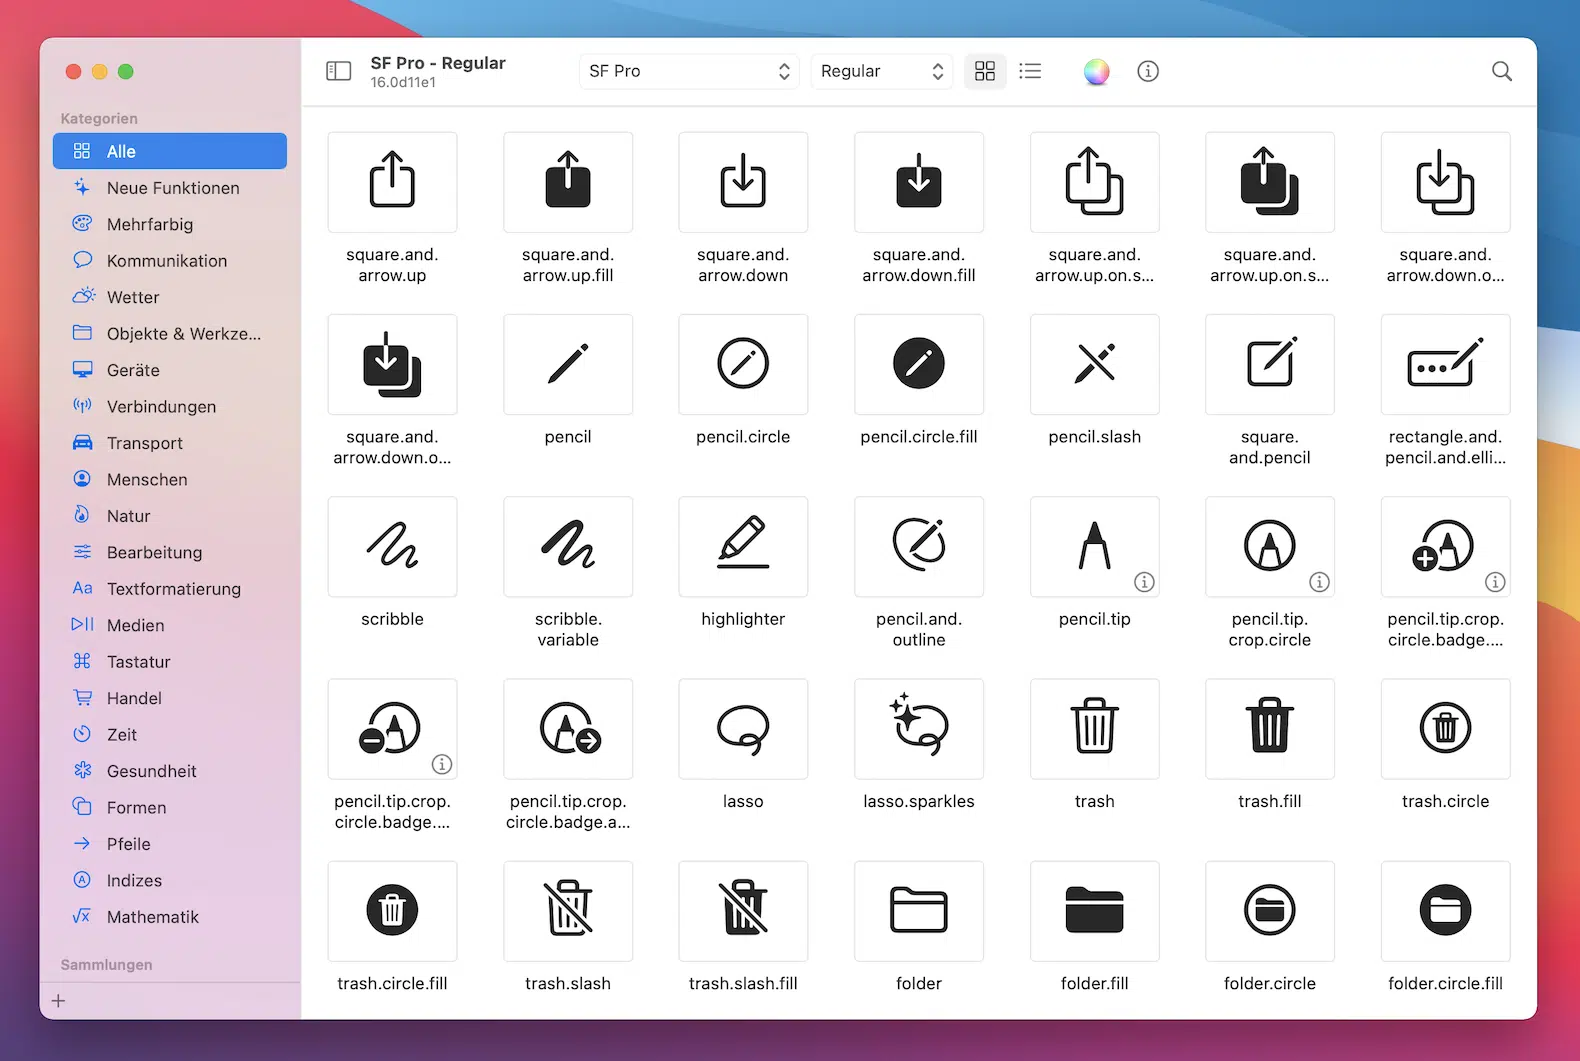 SF Pro - Regular
16.0d11e1
SF Pro
Regular
Kategorien
Alle
Neue Funktionen
Mehrfarbig
Kommunikation
Wetter
Objekte & Werkze...
Geräte
Verbindungen
Transport
Menschen
Natur
Bearbeitung
Aa Textformatierung
Medien
Tastatur
Handel
Zeit
Gesundheit
Formen
Pfeile
A Indizes
√x Mathematik
Sammlungen
square.and.
arrow.up
square.and.
arrow.up.fill
square.and.
arrow.down
square.and.
arrow.down.fill
square.and.
arrow.up.on.s...
square.and.
arrow.up.on.s...
square.and.
arrow.down.o...
square.and.
arrow.down.o...
pencil
pencil.circle
pencil.circle.fill
pencil.slash
square.
and.pencil
rectangle.and.
pencil.and.elli...
scribble
scribble.
variable
highlighter
pencil.and.
outline
pencil.tip
pencil.tip.
crop.circle
pencil.tip.crop.
circle.badge....
pencil.tip.crop.
circle.badge....
pencil.tip.crop.
circle.badge.a...
lasso
lasso.sparkles
trash
trash.fill
trash.circle
trash.circle.fill
trash.slash
trash.slash.fill
folder
folder.fill
folder.circle
folder.circle.fill